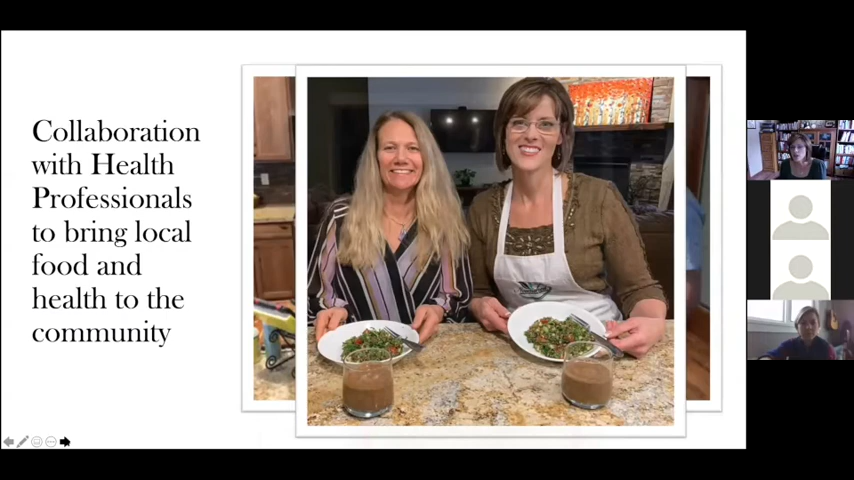 Collaboration
with Health
Professionals
to bring local
food and
health to the
community